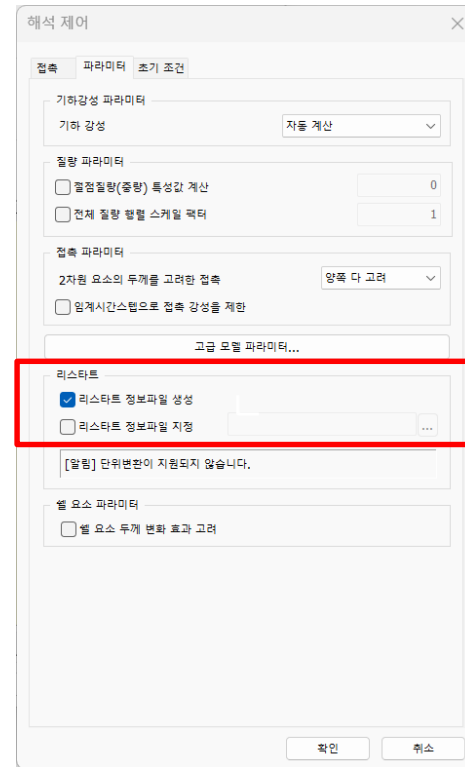 해석 제어
접촉 파라미터 초기 조건
기하강성 파라미터
기하 강성 자동 계산
질량 파라미터
절점질량(중량) 특성값 계산 0
전체 질량 행렬 스케일 팩터 1
접촉 파라미터
2차원 요소의 두께를 고려한 접촉 양쪽 다 고려
임계시간스텝으로 접촉 강성을 제한
고급 모델 파라미터...
리스타트
리스타트 정보파일 생성
리스타트 정보파일 지정 ...
[알림] 단위변환이 지원되지 않습니다.
쉘 요소 파라미터
쉘 요소 두께 변화 효과 고려
확인 취소